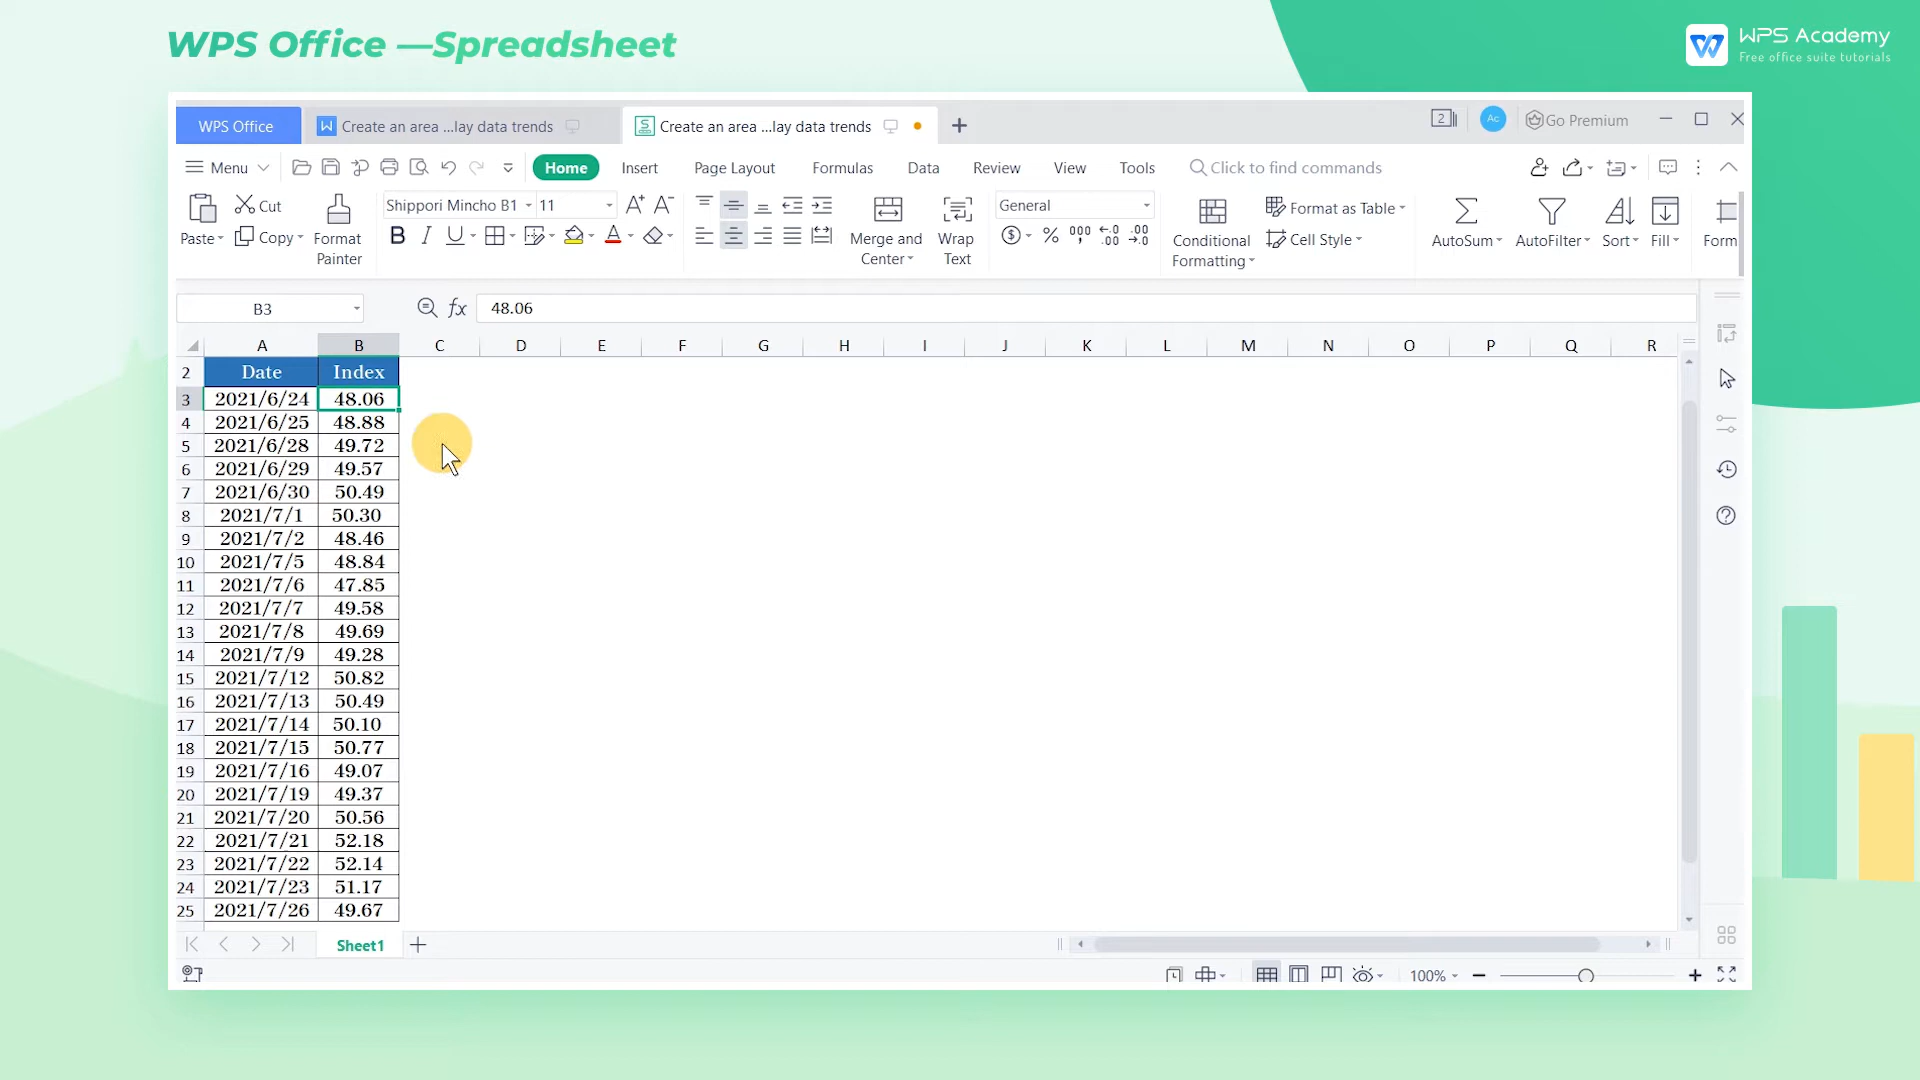 WPS Office —Spreadsheet
WPS Academy
Free office suite tutorials
WPS Office
Create an area ...lay data trends
Create an area ...lay data trends
2
Ac
Go Premium
Menu
Home
Insert
Page Layout
Formulas
Data
Review
View
Tools
Click to find commands
Paste
Cut
Copy
Format
Painter
Shippori Mincho B1
11
Merge and
Center
Wrap
Text
General
Conditional
Formatting
Format as Table
Cell Style
AutoSum
AutoFilter
Sort
Fill
Form
B3
fx
48.06
A B C D E F G H I J K L M N O P Q R
2 Date Index
3 2021/6/24 48.06
4 2021/6/25 48.88
5 2021/6/28 49.72
6 2021/6/29 49.57
7 2021/6/30 50.49
8 2021/7/1 50.30
9 2021/7/2 48.46
10 2021/7/5 48.84
11 2021/7/6 47.85
12 2021/7/7 49.58
13 2021/7/8 49.69
14 2021/7/9 49.28
15 2021/7/12 50.82
16 2021/7/13 50.49
17 2021/7/14 50.10
18 2021/7/15 50.77
19 2021/7/16 49.07
20 2021/7/19 49.37
21 2021/7/20 50.56
22 2021/7/21 52.18
23 2021/7/22 52.14
24 2021/7/23 51.17
25 2021/7/26 49.67
Sheet1
100%